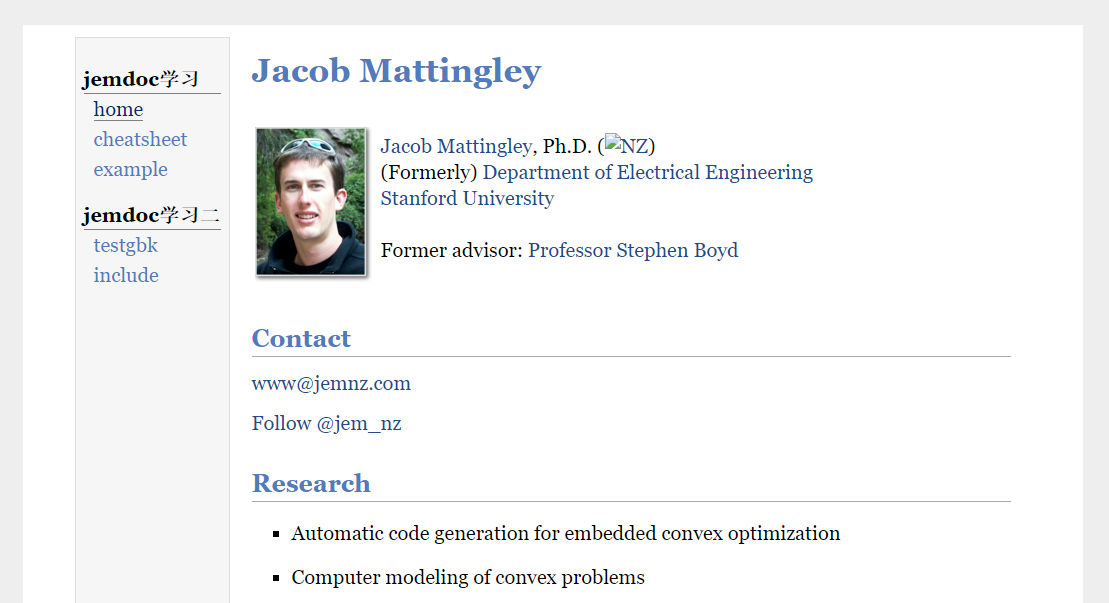 jemdoc学习
home
cheatsheet
example
jemdoc学习二
testgbk
include
Jacob Mattingley
Jacob Mattingley, Ph.D. (NZ)
(Formerly) Department of Electrical Engineering
Stanford University
Former advisor: Professor Stephen Boyd
Contact
www@jemnz.com
Follow @jem_nz
Research
Automatic code generation for embedded convex optimization
Computer modeling of convex problems